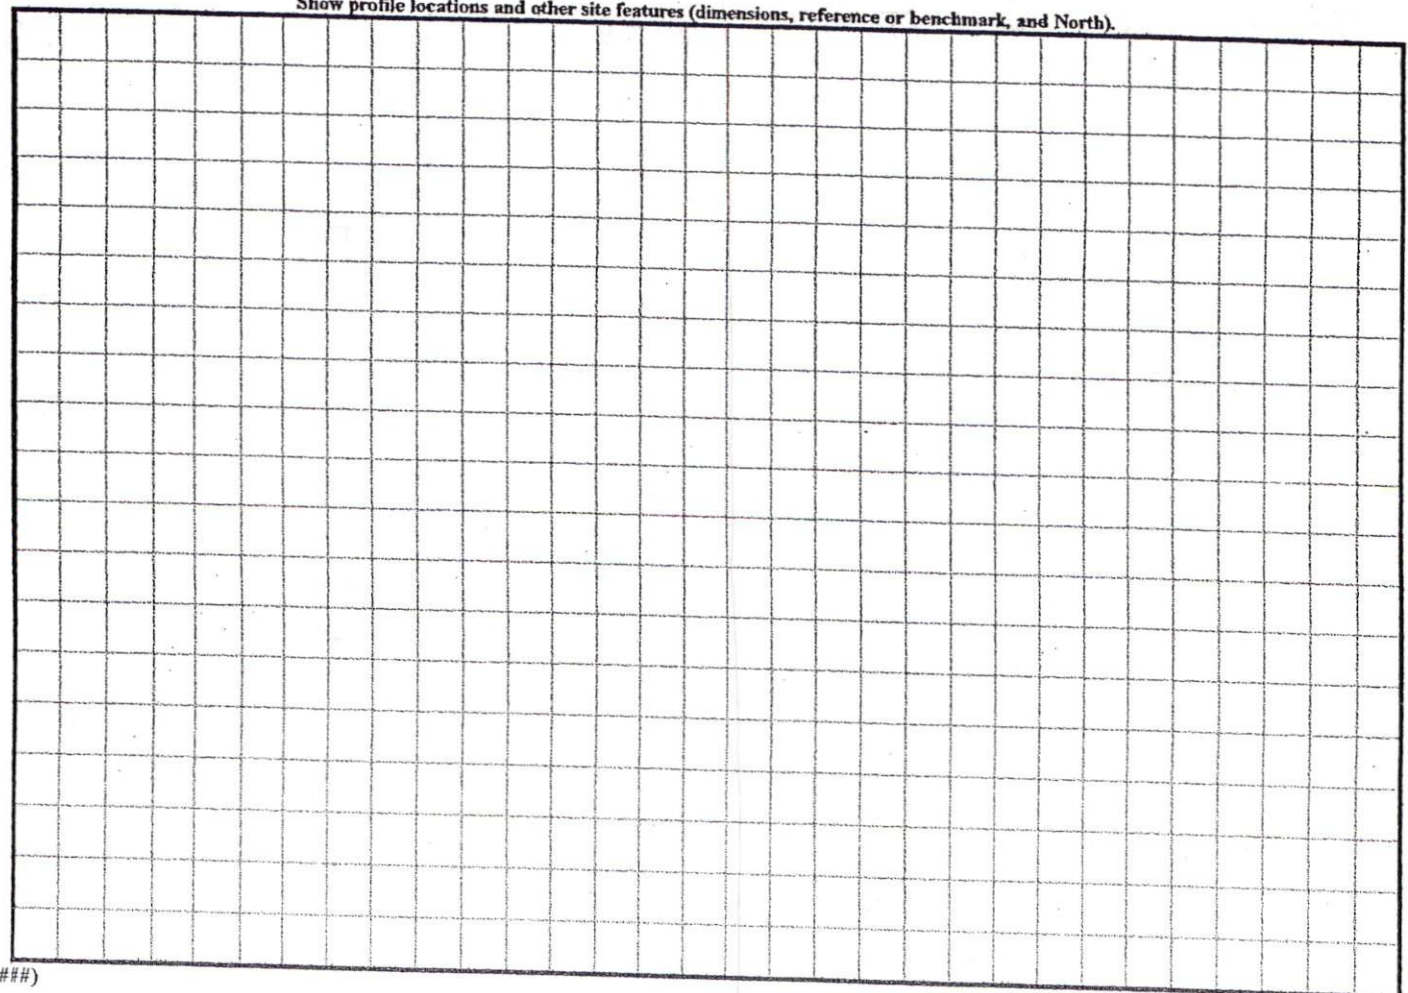 Show profile locations and other site features (dimensions, reference or benchmark, and North).
###)